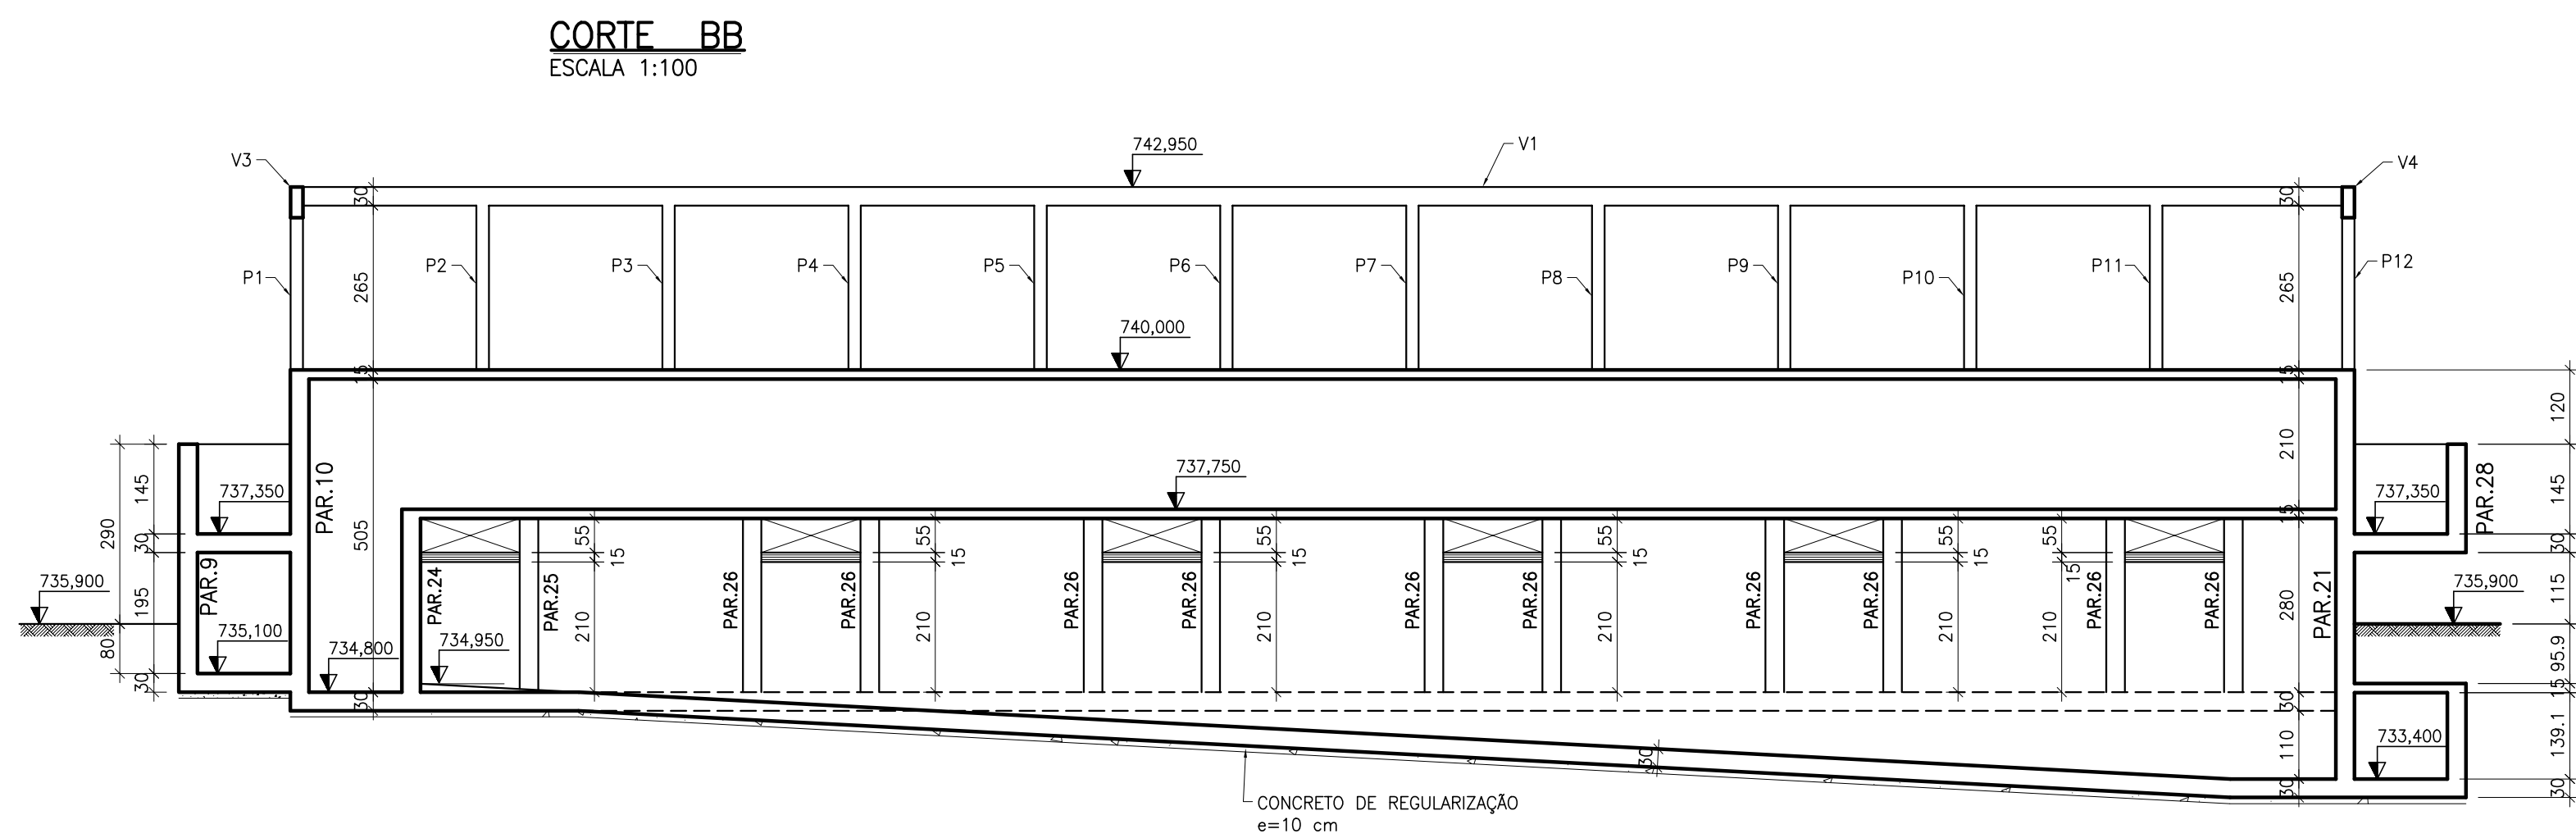 CORTE BB
ESCALA 1:100
742,950
V1
V3
V4
30
30
P1
P2
P3
P4
P5
P6
P7
P8
P9
P10
P11
P12
265
265
740,000
15
15
120
210
737,750
PAR.10
PAR.28
145
290
737,350
737,350
145
30
505
15
30
55
15
55
15
55
15
55
15
55
15
55
15
735,900
195
PAR.9
PAR.24
PAR.25
PAR.26
PAR.26
PAR.26
PAR.26
PAR.26
PAR.26
PAR.26
PAR.26
PAR.26
PAR.26
PAR.21
280
115
735,900
210
210
210
210
210
210
80
735,100
734,800
734,950
95.9
30
30
30
15
30
110
139.1
733,400
30
30
CONCRETO DE REGULARIZAÇÃO
e=10 cm